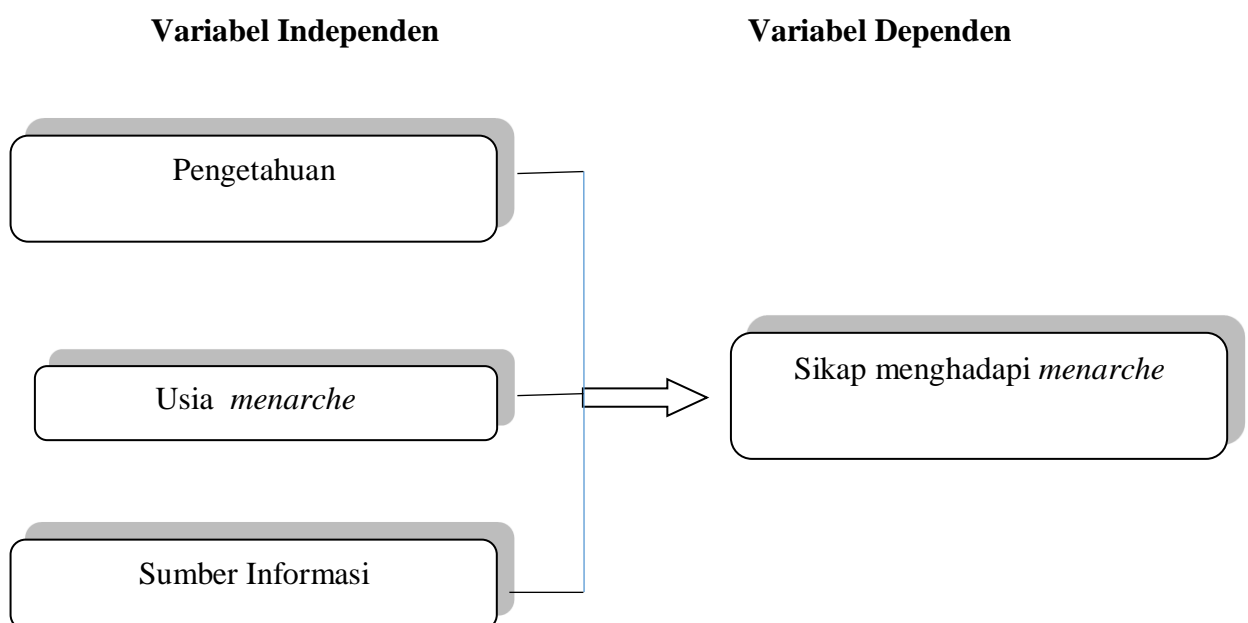 Variabel Independen
Variabel Dependen
Pengetahuan
Usia menarche
Sikap menghadapi menarche
Sumber Informasi